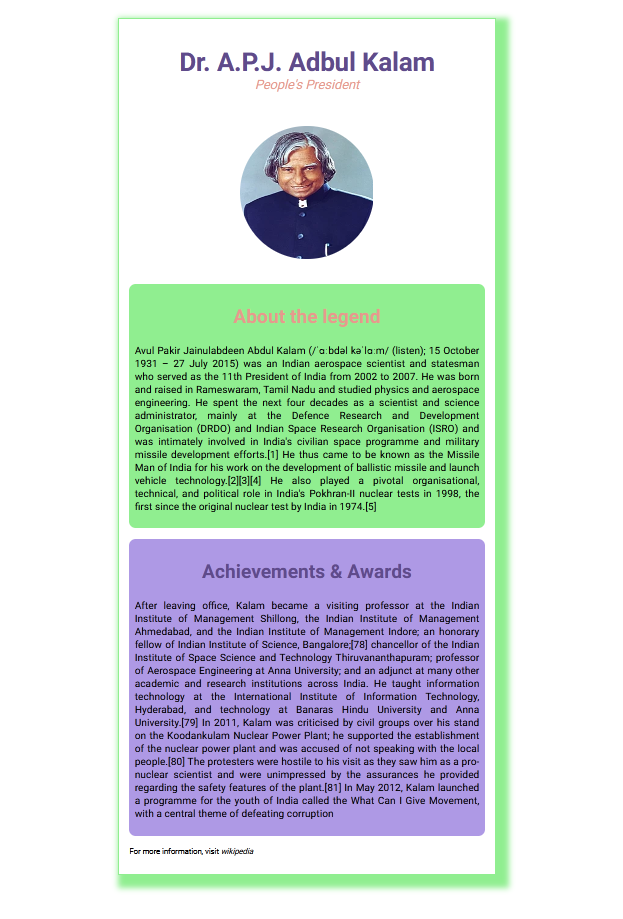 Dr. A.P.J. Adbul Kalam
People's President
About the legend
Avul Pakir Jainulabdeen Abdul Kalam (/ˈɑːbdəl kəˈlɑːm/ (listen); 15 October
1931 – 27 July 2015) was an Indian aerospace scientist and statesman
who served as the 11th President of India from 2002 to 2007. He was born
and raised in Rameswaram, Tamil Nadu and studied physics and aerospace
engineering. He spent the next four decades as a scientist and science
administrator, mainly at the Defence Research and Development
Organisation (DRDO) and Indian Space Research Organisation (ISRO) and
was intimately involved in India's civilian space programme and military
missile development efforts.[1] He thus came to be known as the Missile
Man of India for his work on the development of ballistic missile and launch
vehicle technology.[2][3][4] He also played a pivotal organisational,
technical, and political role in India's Pokhran-II nuclear tests in 1998, the
first since the original nuclear test by India in 1974.[5]
Achievements & Awards
After leaving office, Kalam became a visiting professor at the Indian
Institute of Management Shillong, the Indian Institute of Management
Ahmedabad, and the Indian Institute of Management Indore; an honorary
fellow of Indian Institute of Science, Bangalore;[78] chancellor of the Indian
Institute of Space Science and Technology Thiruvananthapuram; professor
of Aerospace Engineering at Anna University; and an adjunct at many other
academic and research institutions across India. He taught information
technology at the International Institute of Information Technology,
Hyderabad, and technology at Banaras Hindu University and Anna
University.[79] In 2011, Kalam was criticised by civil groups over his stand
on the Koodankulam Nuclear Power Plant; he supported the establishment
of the nuclear power plant and was accused of not speaking with the local
people.[80] The protesters were hostile to his visit as they saw him as a pro-
nuclear scientist and were unimpressed by the assurances he provided
regarding the safety features of the plant.[81] In May 2012, Kalam launched
a programme for the youth of India called the What Can I Give Movement,
with a central theme of defeating corruption
For more information, visit wikipedia